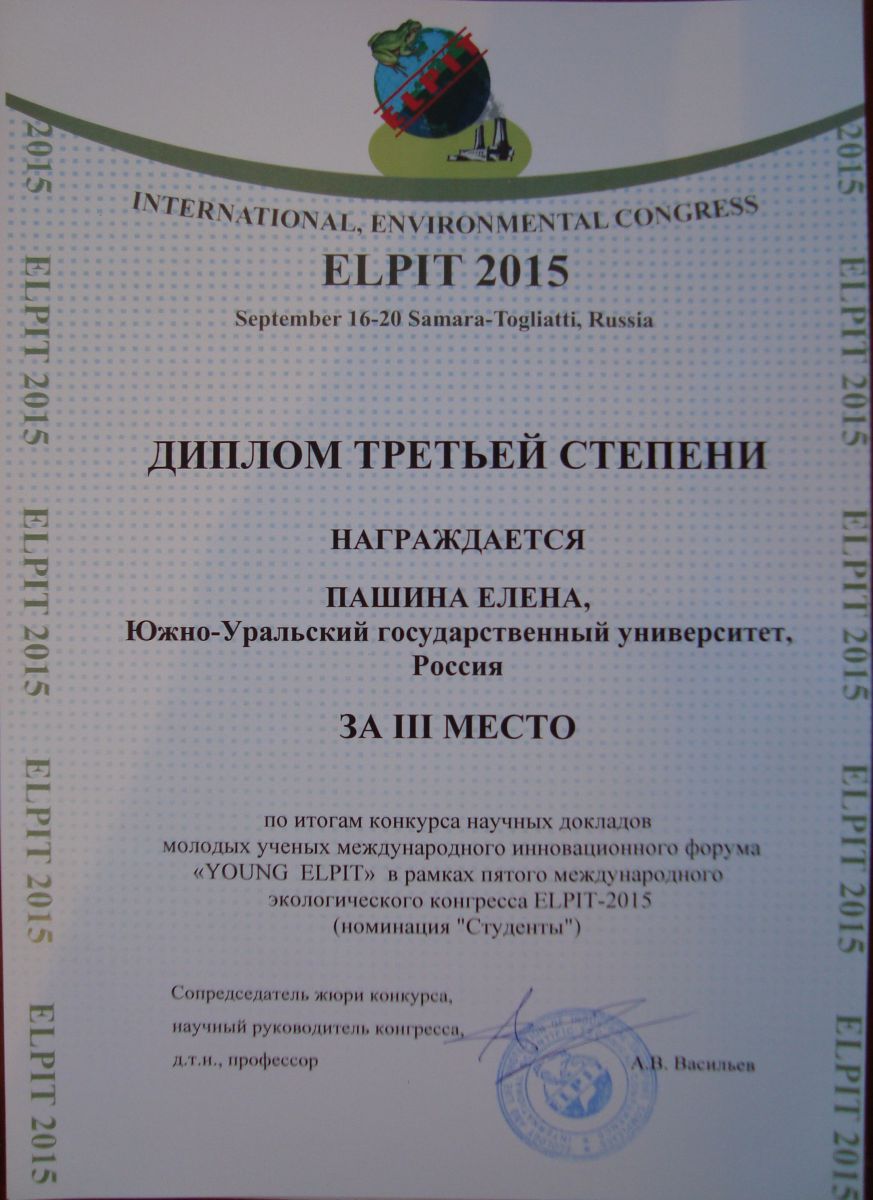 ELPIT
INTERNATIONAL, ENVIRONMENTAL CONGRESS
ELPIT 2015
September 16-20 Samara-Togliatti, Russia
ДИПЛОМ ТРЕТЬЕЙ СТЕПЕНИ
НАГРАЖДАЕТСЯ
ПАШИНА ЕЛЕНА,
Южно-Уральский государственный университет,
Россия
ЗА III МЕСТО
по итогам конкурса научных докладов
молодых ученых международного инновационного форума
«YOUNG ELPIT» в рамках пятого международного
экологического конгресса ELPIT-2015
(номинация "Студенты")
Сопредседатель жюри конкурса,
научный руководитель конгресса,
д.т.н., профессор А.В. Васильев
ELPIT
2015 ELPIT 2015 ELPIT 2015 ELPIT 2015 ELPIT 2015
2015 ELPIT 2015 ELPIT 2015 ELPIT 2015 ELPIT 2015